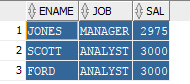 ENAME JOB SAL
1 JONES MANAGER 2975
2 SCOTT ANALYST 3000
3 FORD ANALYST 3000